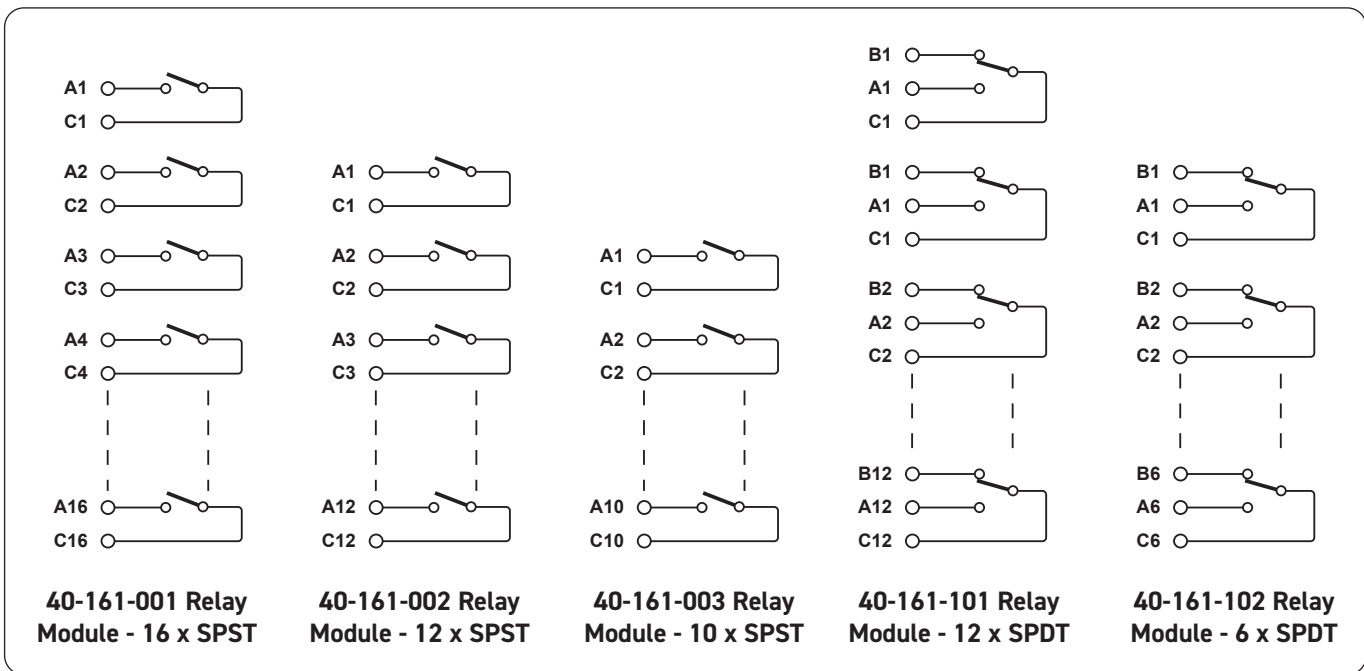 A1
C1
A2
C2
A3
C3
A4
C4
A16
C16
40-161-001 Relay
Module - 16 x SPST
A1
C1
A2
C2
A3
C3
A12
C12
40-161-002 Relay
Module - 12 x SPST
A1
C1
A2
C2
A10
C10
40-161-003 Relay
Module - 10 x SPST
B1
A1
C1
B1
A1
C1
B2
A2
C2
B12
A12
C12
40-161-101 Relay
Module - 12 x SPDT
B1
A1
C1
B2
A2
C2
B6
A6
C6
40-161-102 Relay
Module - 6 x SPDT